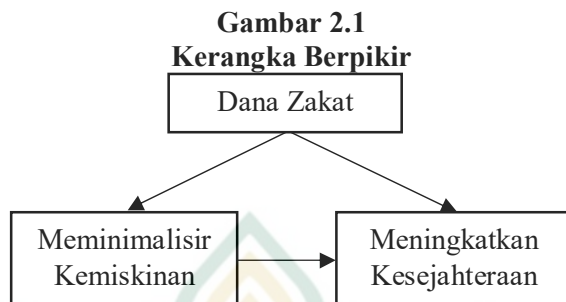 Gambar 2.1
Kerangka Berpikir
Dana Zakat
Meminimalisir
Kemiskinan
Meningkatkan
Kesejahteraan